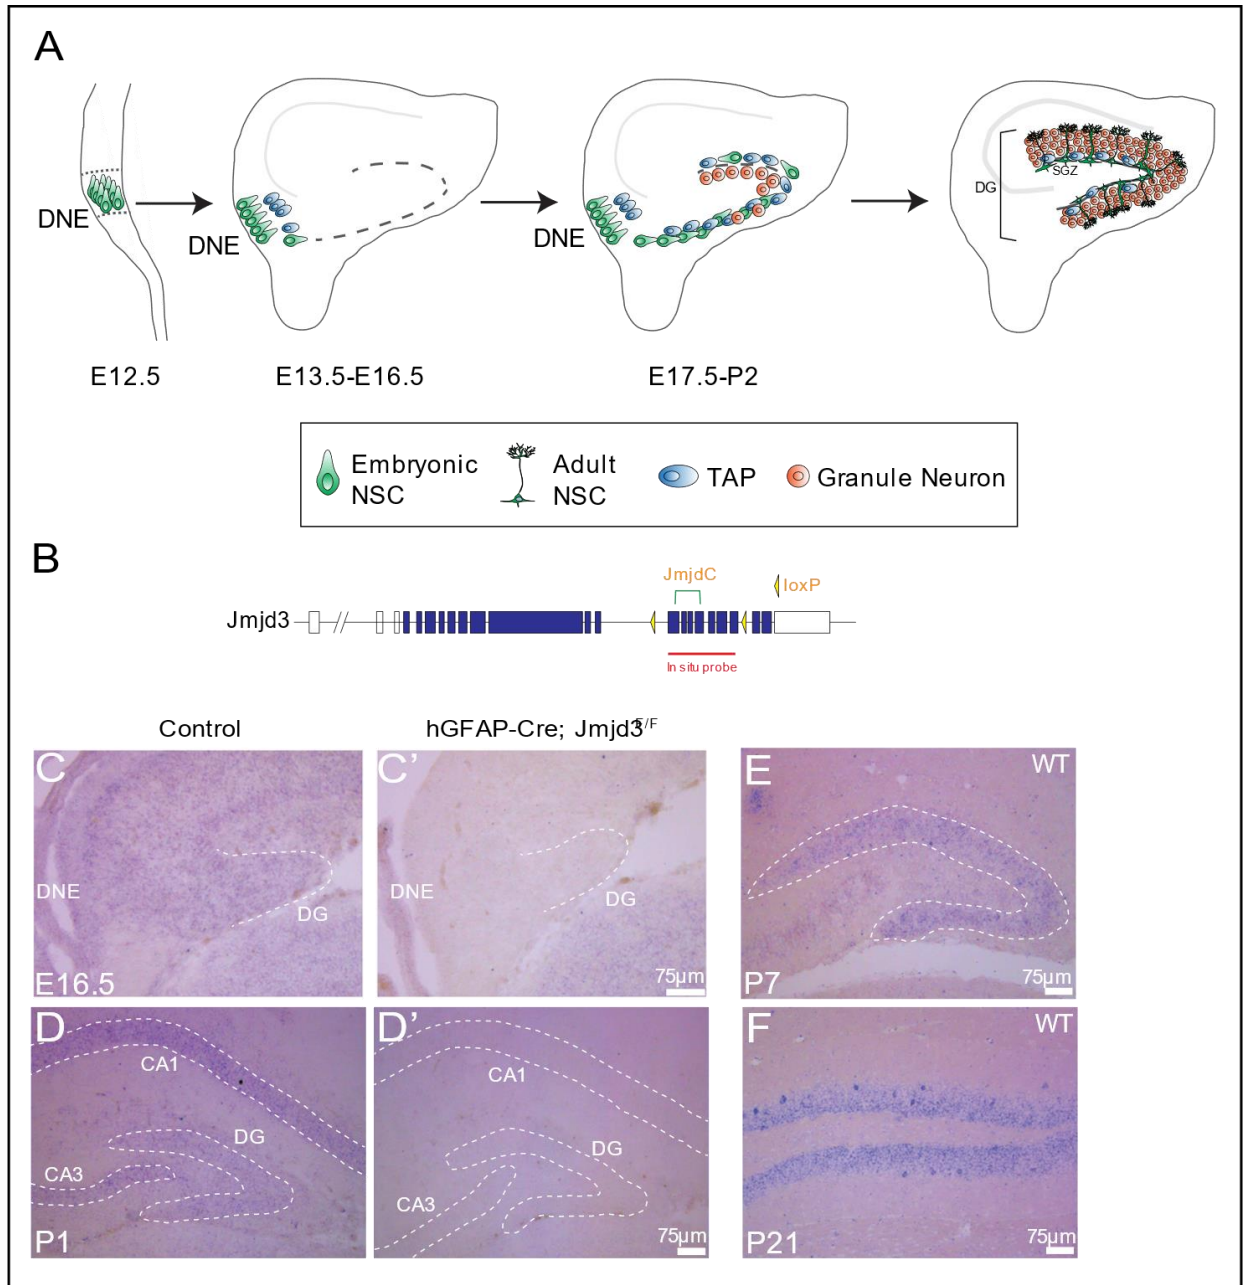 A
DG
SGZ
DNE
DNE
DNE
E12.5
E13.5-E16.5
E17.5-P2
Embryonic
NSC
Adult
NSC
TAP
Granule Neuron
B
JmjdC
loxP
Jmjd3
In situ probe
Control
hGFAP-Cre; Jmjd3F/F
C
DNE
DG
E16.5
C'
DNE
DG
75µm
E
WT
P7
75µm
D
CA1
DG
CA3
P1
D'
CA1
DG
CA3
75µm
F
WT
P21
75µm